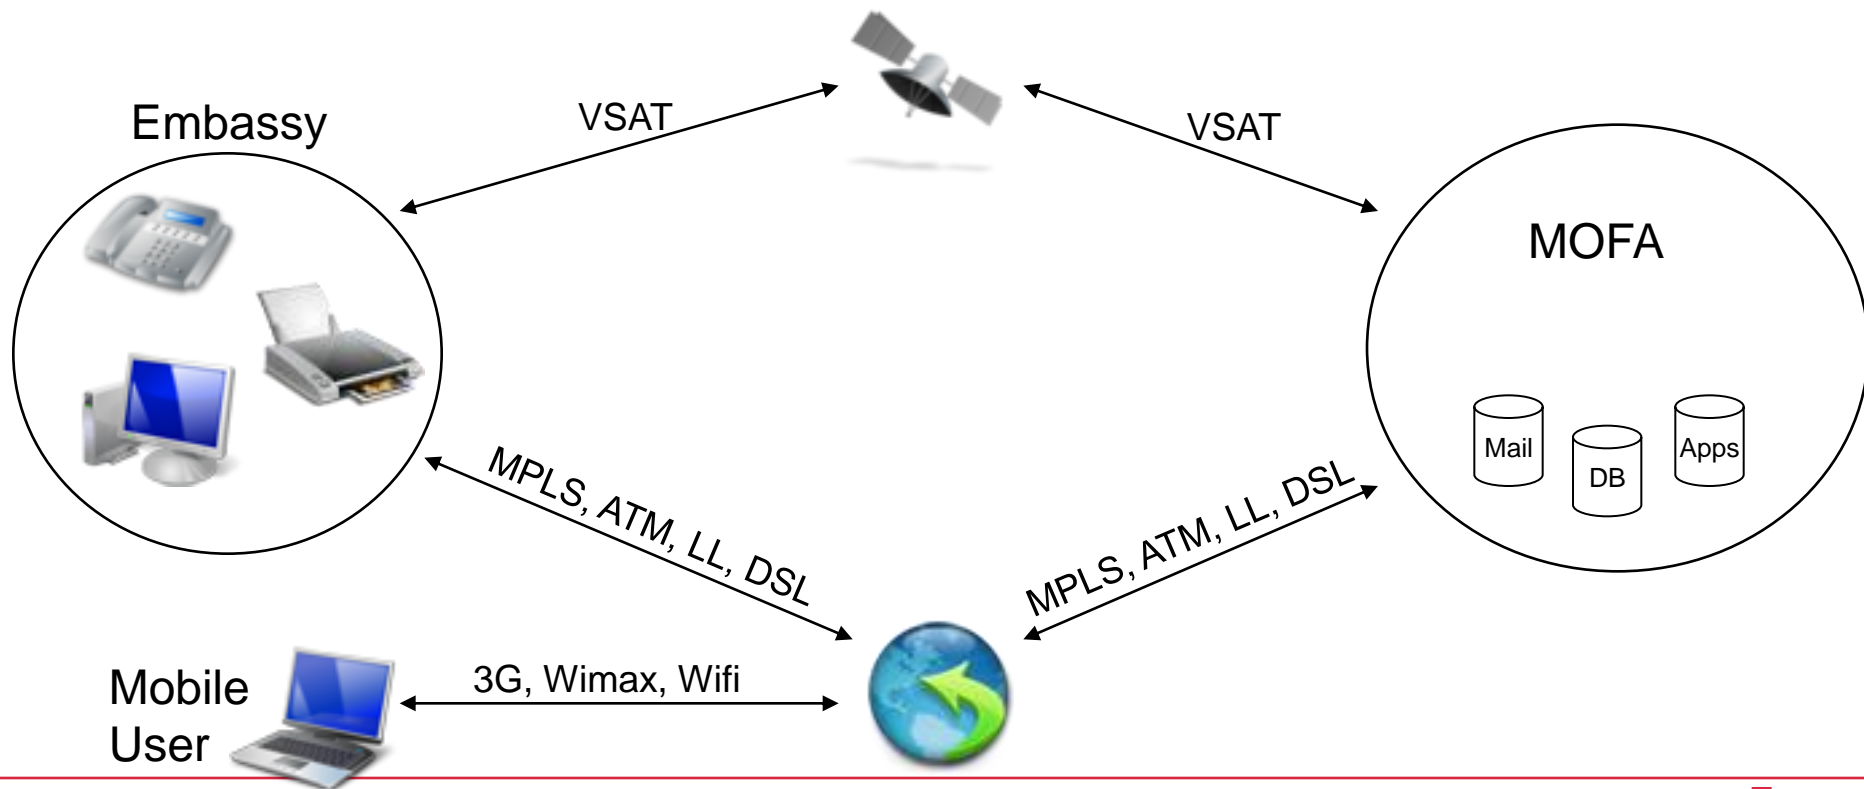 Embassy
VSAT
VSAT
MOFA
Mail
DB
Apps
MPLS, ATM, LL, DSL
MPLS, ATM, LL, DSL
Mobile
User
3G, Wimax, Wifi